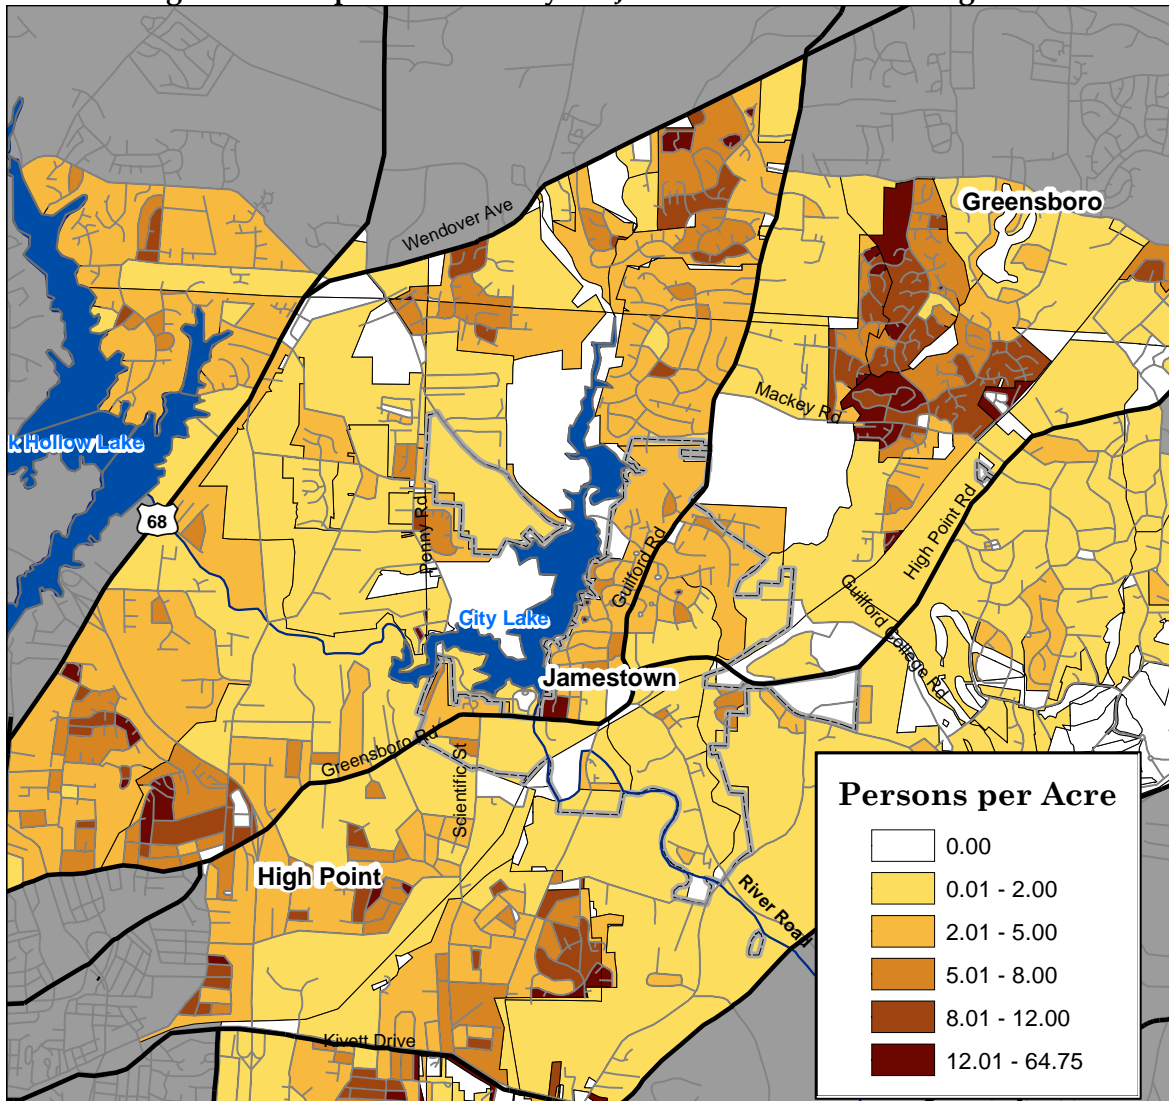 Greensboro
Wendover Ave
Mackey Rd
k Hollow Lake
68
Penny Rd
High Point Rd
Guilford Rd
Guilford College Rd
City Lake
Jamestown
Greensboro Rd
Scientific St
High Point
River Road
Kivett Drive
Persons per Acre
0.00
0.01 - 2.00
2.01 - 5.00
5.01 - 8.00
8.01 - 12.00
12.01 - 64.75